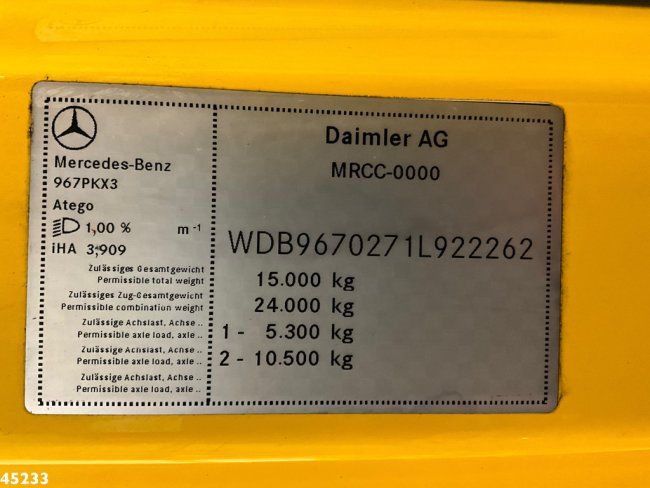 Mercedes-Benz
967PKX3
Atego
1,00 % m⁻¹
iHA 3,909
Daimler AG
MRCC-0000
WDB9670271L922262
Zulässiges Gesamtgewicht
Permissible total weight
15.000 kg
Zulässiges Zug-Gesamtgewicht
Permissible combination weight
24.000 kg
Zulässige Achslast, Achse ..
Permissible axle load, axle ..
1 - 5.300 kg
Zulässige Achslast, Achse ..
Permissible axle load, axle ..
2 - 10.500 kg
Zulässige Achslast, Achse ..
Permissible axle load, axle ..
45233